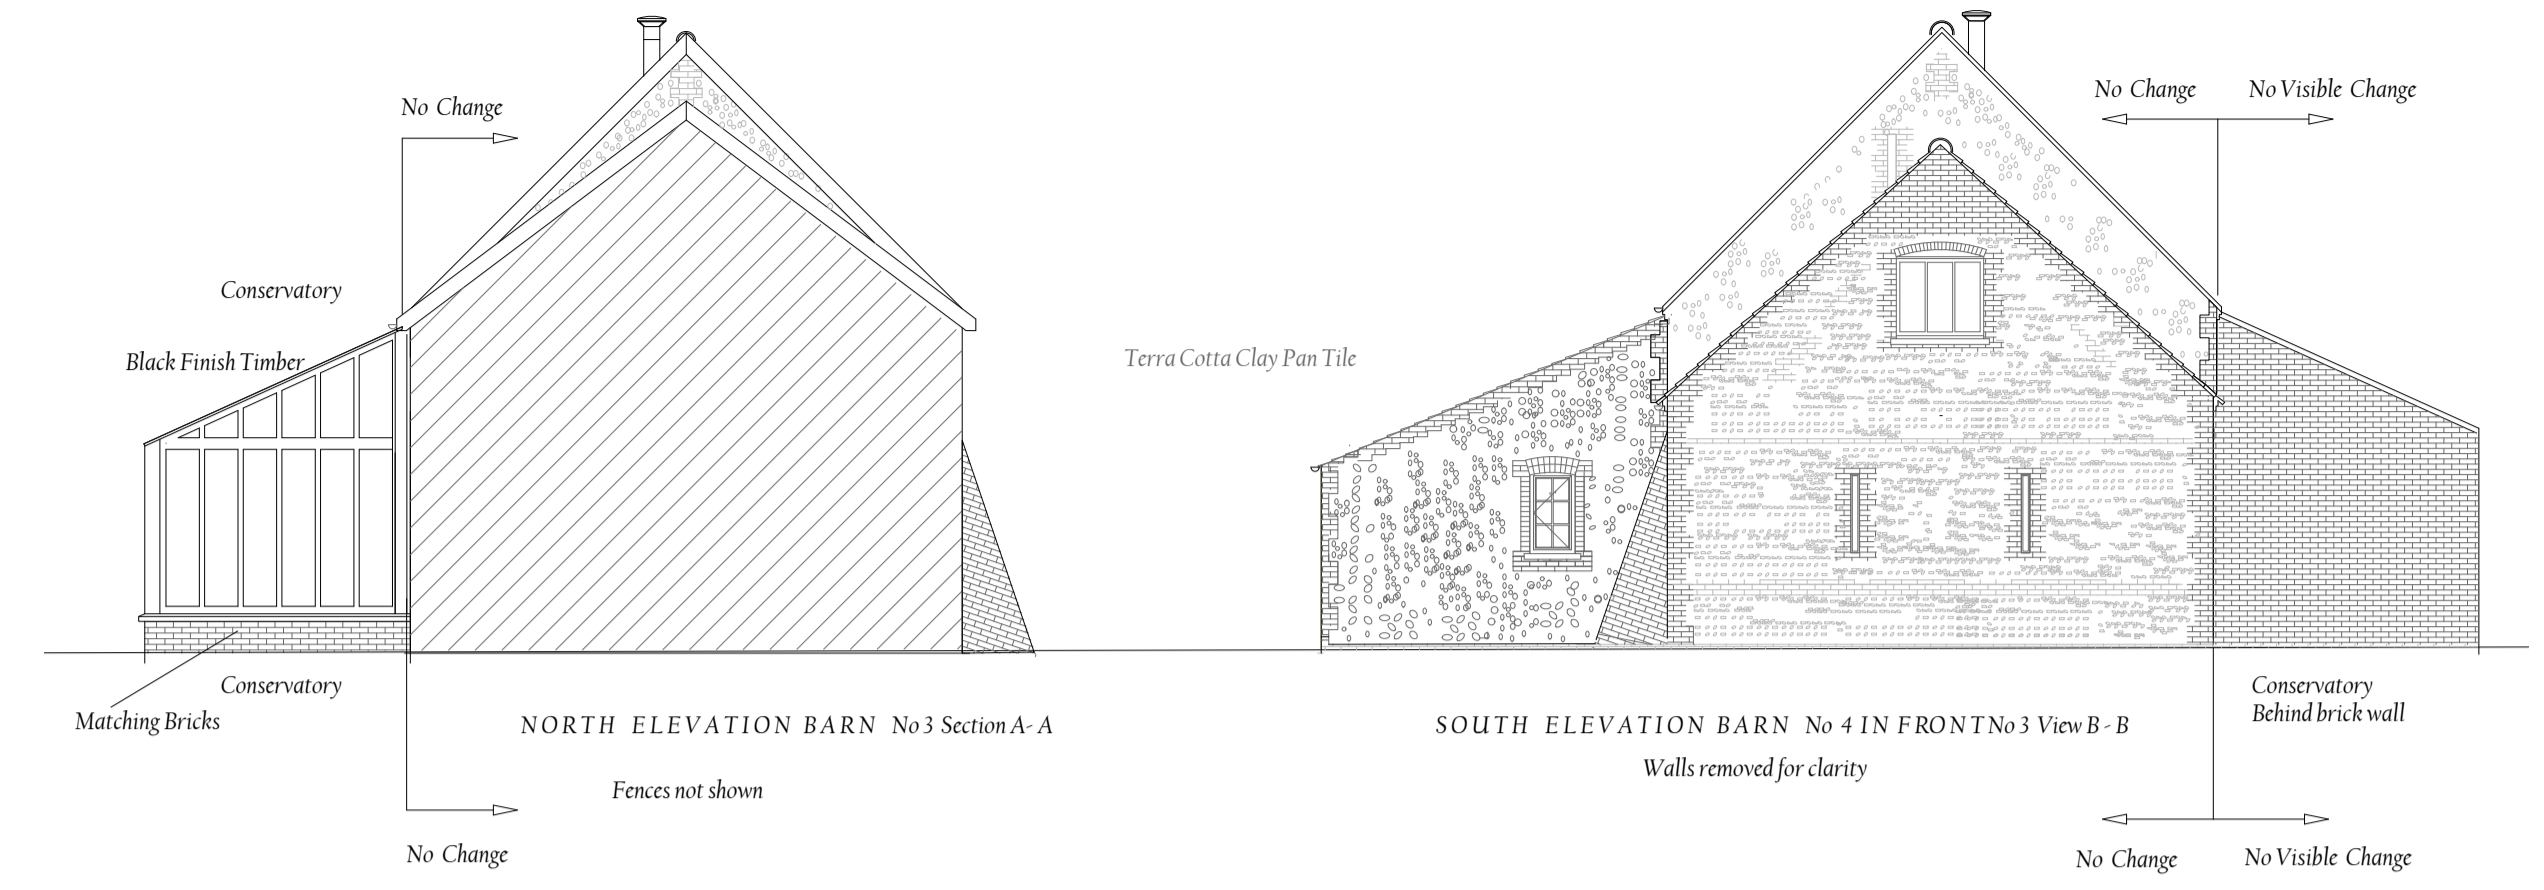 No Change
Conservatory
Black Finish Timber
Matching Bricks
Conservatory
NORTH ELEVATION BARN No 3 Section A-A
Fences not shown
No Change
Terra Cotta Clay Pan Tile
No Change
No Visible Change
SOUTH ELEVATION BARN No 4 IN FRONT No 3 View B-B
Walls removed for clarity
Conservatory
Behind brick wall
No Change
No Visible Change